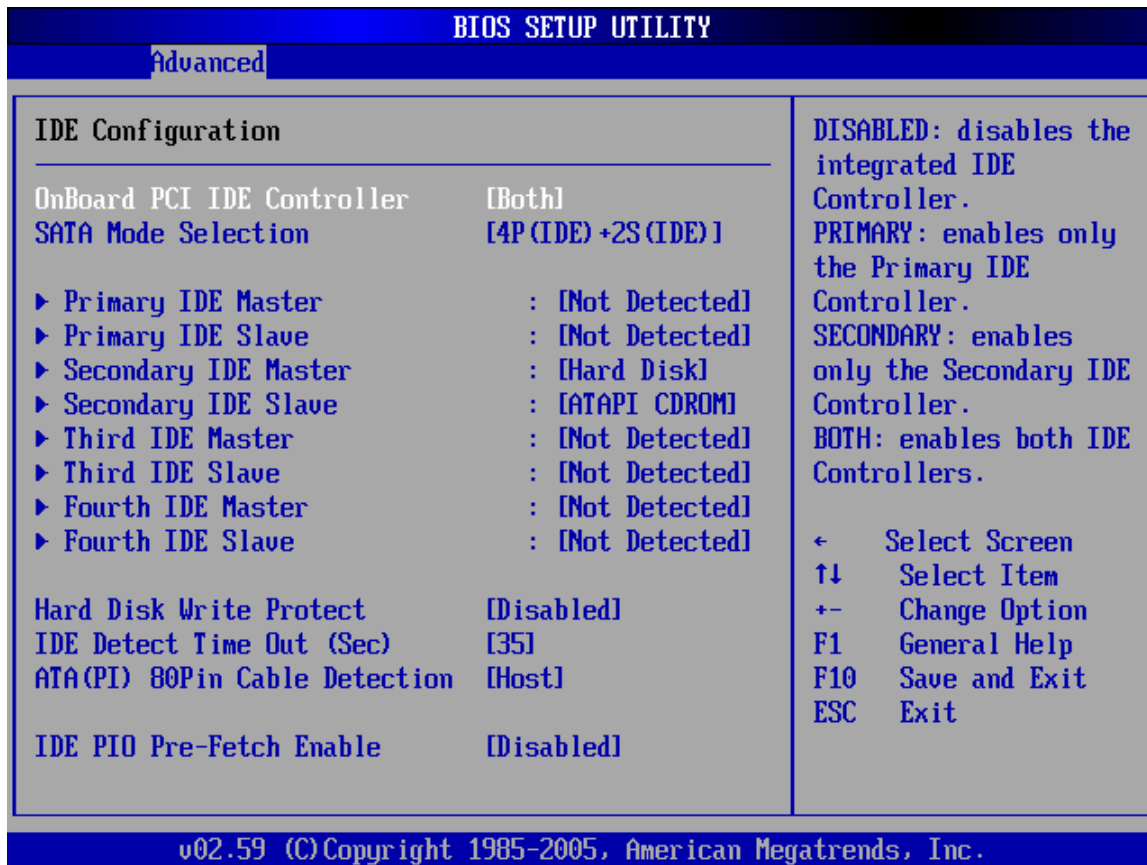 BIOS SETUP UTILITY
Advanced
IDE Configuration
OnBoard PCI IDE Controller [Both]
SATA Mode Selection [4P(IDE)+2S(IDE)]
▶ Primary IDE Master : [Not Detected]
▶ Primary IDE Slave : [Not Detected]
▶ Secondary IDE Master : [Hard Disk]
▶ Secondary IDE Slave : [ATAPI CDROM]
▶ Third IDE Master : [Not Detected]
▶ Third IDE Slave : [Not Detected]
▶ Fourth IDE Master : [Not Detected]
▶ Fourth IDE Slave : [Not Detected]
Hard Disk Write Protect [Disabled]
IDE Detect Time Out (Sec) [35]
ATA(PI) 80Pin Cable Detection [Host]
IDE PIO Pre-Fetch Enable [Disabled]
DISABLED: disables the
integrated IDE
Controller.
PRIMARY: enables only
the Primary IDE
Controller.
SECONDARY: enables
only the Secondary IDE
Controller.
BOTH: enables both IDE
Controllers.
← Select Screen
↑↓ Select Item
+- Change Option
F1 General Help
F10 Save and Exit
ESC Exit
v02.59 (C)Copyright 1985-2005, American Megatrends, Inc.